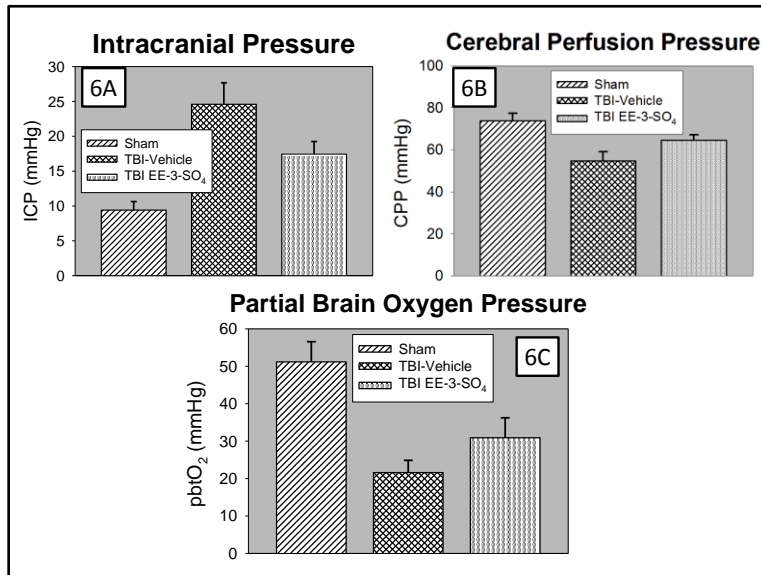 Intracranial Pressure
6A
30
25
20
15
10
5
0
ICP (mmHg)
Sham
TBI-Vehicle
TBI EE-3-SO₄
Cerebral Perfusion Pressure
6B
100
80
60
40
20
0
CPP (mmHg)
Sham
TBI-Vehicle
TBI EE-3-SO₄
Partial Brain Oxygen Pressure
6C
60
50
40
30
20
10
0
pbtO₂ (mmHg)
Sham
TBI-Vehicle
TBI EE-3-SO₄